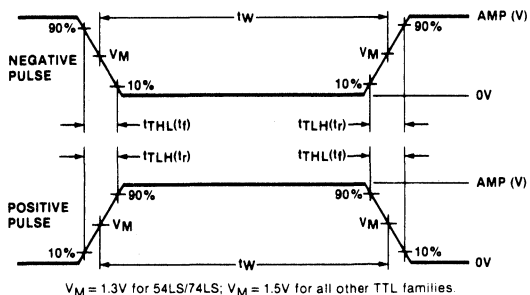 tW
90%
90%
AMP (V)
NEGATIVE
PULSE
VM
VM
10%
10%
0V
tTHL(tf)
tTLH(tr)
tTLH(tr)
tTHL(tf)
AMP (V)
90%
90%
POSITIVE
PULSE
VM
VM
10%
10%
tW
0V
VM = 1.3V for 54LS/74LS; VM = 1.5V for all other TTL families.